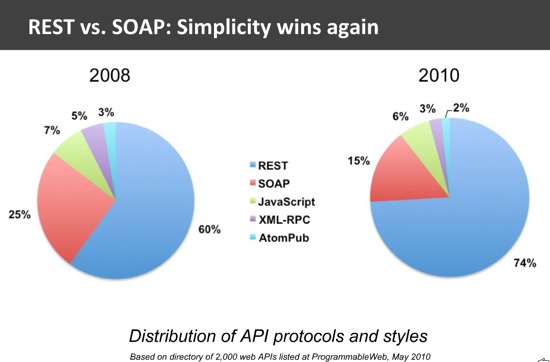 REST vs. SOAP: Simplicity wins again
2008
2010
5%
3%
7%
25%
60%
REST
SOAP
JavaScript
XML-RPC
AtomPub
3%
2%
6%
15%
74%
Distribution of API protocols and styles
Based on directory of 2,000 web APIs listed at ProgrammableWeb, May 2010